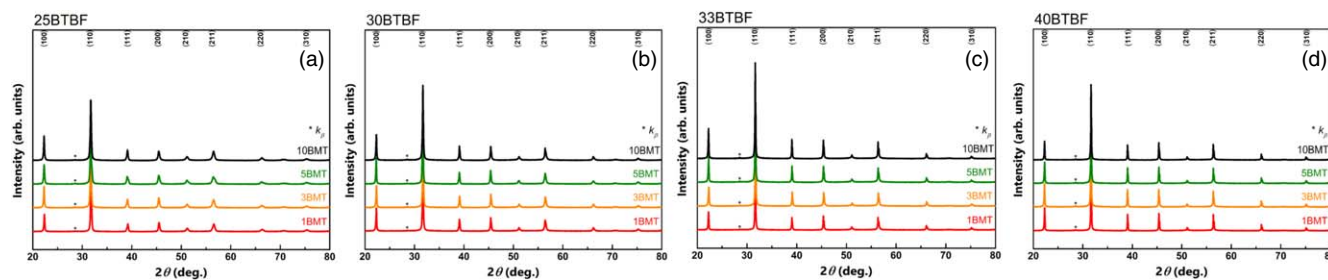 25BTBF
(100)
(110)
(111)
(200)
(210)
(211)
(220)
(310)
(a)
Intensity (arb. units)
* kβ
10BMT
*
5BMT
*
3BMT
*
1BMT
*
20 30 40 50 60 70 80
2θ (deg.)
30BTBF
(100)
(110)
(111)
(200)
(210)
(211)
(220)
(310)
(b)
Intensity (arb. units)
* kβ
10BMT
*
5BMT
*
3BMT
*
1BMT
*
20 30 40 50 60 70 80
2θ (deg.)
33BTBF
(100)
(110)
(111)
(200)
(210)
(211)
(220)
(310)
(c)
Intensity (arb. units)
* kβ
10BMT
*
5BMT
*
3BMT
*
1BMT
*
20 30 40 50 60 70 80
2θ (deg.)
40BTBF
(100)
(110)
(111)
(200)
(210)
(211)
(220)
(310)
(d)
Intensity (arb. units)
* kβ
10BMT
*
5BMT
*
3BMT
*
1BMT
*
20 30 40 50 60 70 80
2θ (deg.)